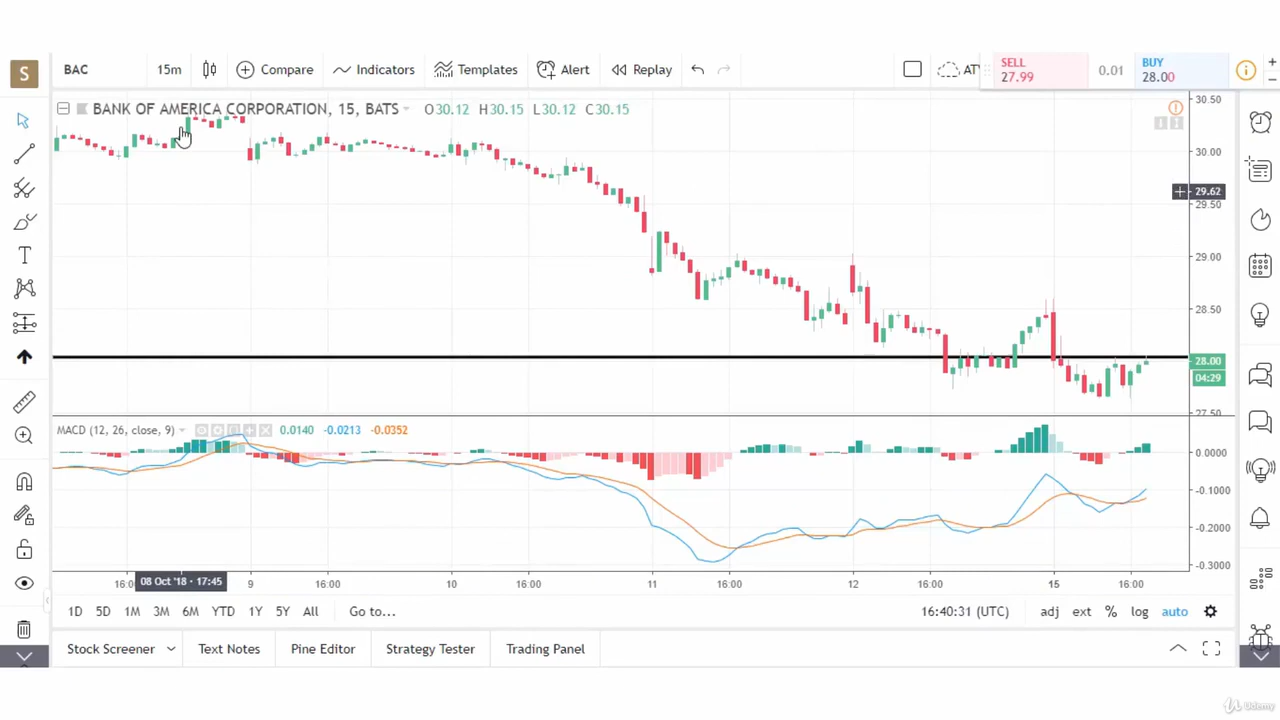 S
BAC 15m Compare Indicators Templates Alert Replay AT SELL 27.99 0.01 BUY 28.00
BANK OF AMERICA CORPORATION, 15, BATS O30.12 H30.15 L30.12 C30.15
30.50
30.00
29.62
29.50
29.00
28.50
28.00
04:29
27.50
MACD (12, 26, close, 9) 0.0140 -0.0213 -0.0352
0.0000
-0.1000
-0.2000
-0.3000
16:00 08 Oct '18 · 17:45 9 16:00 10 16:00 11 16:00 12 16:00 15 16:00
1D 5D 1M 3M 6M YTD 1Y 5Y All Go to... 16:40:31 (UTC) adj ext % log auto
Stock Screener Text Notes Pine Editor Strategy Tester Trading Panel
Udemy